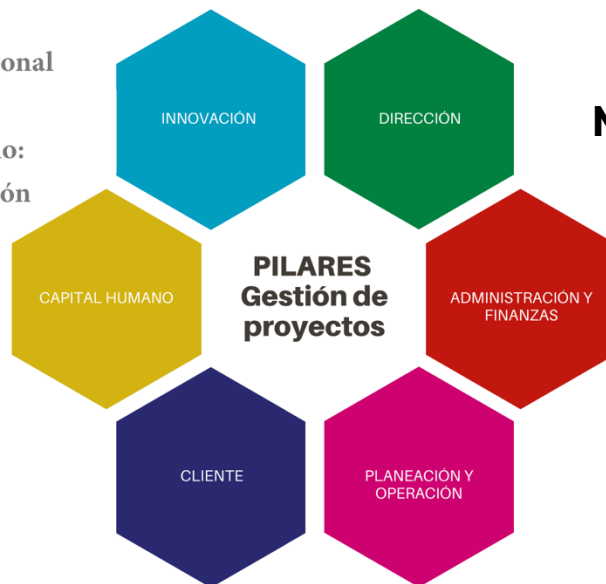 onal
INNOVACIÓN
DIRECCIÓN
N
o:
ón
PILARES
Gestión de
proyectos
CAPITAL HUMANO
ADMINISTRACIÓN Y
FINANZAS
CLIENTE
PLANEACIÓN Y
OPERACIÓN